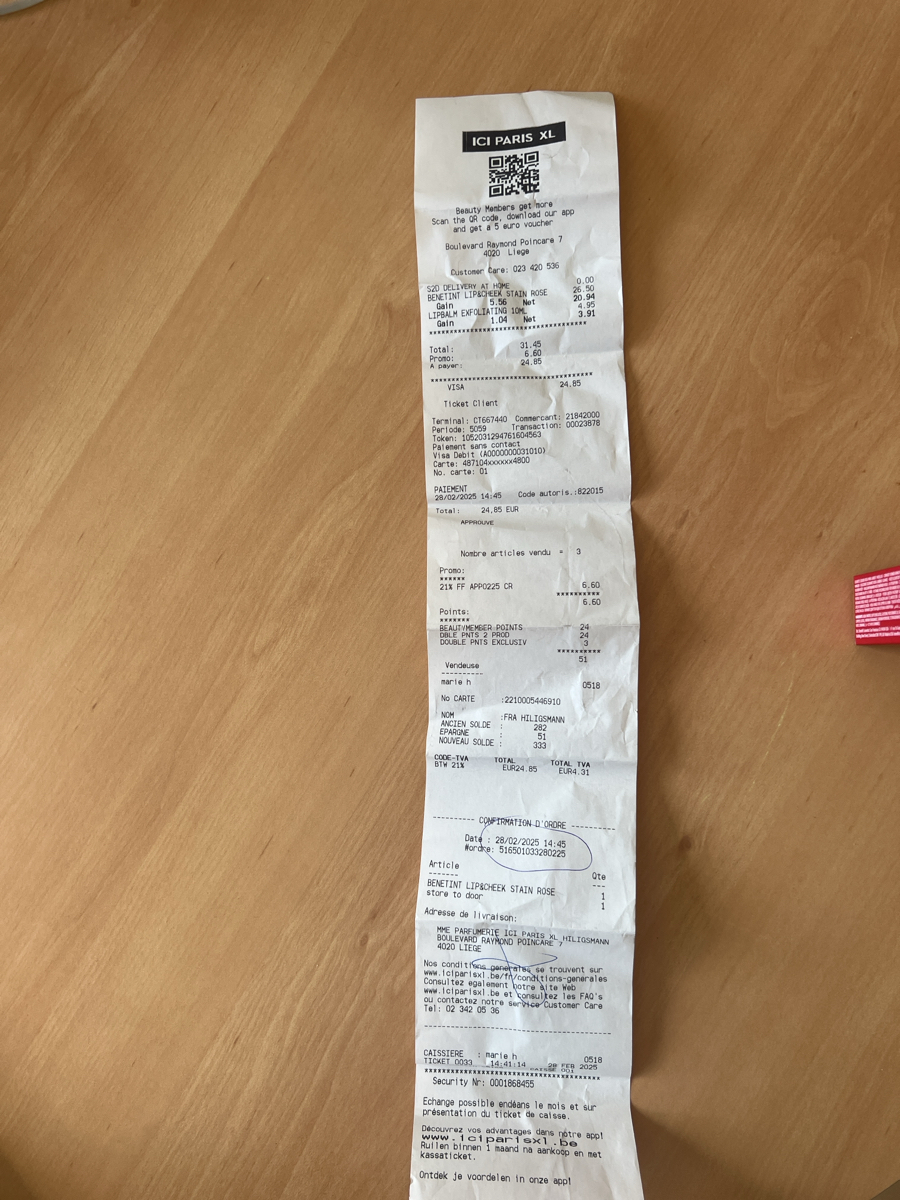 ICI PARIS XL
Beauty Members get more
Scan the QR code, download our app
and get a 5 euro voucher
Boulevard Raymond Poincare 7
4020 Liege
Customer Care: 023 420 536
S2D DELIVERY AT HOME 0.00
BENETINT LIP&CHEEK STAIN ROSE 26.50
Gain 5.56 Net 20.94
LIPBALM EXFOLIATING 10ML 4.95
Gain 1.04 Net 3.91
Total: 31.45
Promo: 6.60
A payer: 24.85
VISA 24.85
Ticket Client
Terminal: CT667440 Commercant: 21842000
Periode: 5059 Transaction: 00023878
Token: 1052031294761604563
Paiement sans contact
Visa Debit (A0000000031010)
Carte: 487104xxxxxx4800
No. carte: 01
PAIEMENT
28/02/2025 14:45 Code autoris.:822015
Total: 24,85 EUR
APPROUVE
Nombre articles vendu = 3
Promo:
******
21% FF APP0225 CR 6.60
**********
6.60
Points:
*******
BEAUTYMEMBER POINTS 24
DBLE PNTS 2 PROD 24
DOUBLE PNTS EXCLUSIV 3
**********
51
Vendeuse
----------
marie h 0518
No CARTE :2210005446910
NOM :FRA HILIGSMANN
ANCIEN SOLDE : 282
EPARGNE : 51
NOUVEAU SOLDE : 333
CODE-TVA TOTAL TOTAL TVA
BTW 21% EUR24.85 EUR4.31
---------- CONFIRMATION D'ORDRE ----------
Date : 28/02/2025 14:45
Wordre: 516501033280225
Article Qte
------- ---
BENETINT LIP&CHEEK STAIN ROSE 1
store to door 1
Adresse de livraison:
MME PARFUMERIE ICI PARIS XL HILIGSMANN
BOULEVARD RAYMOND POINCARE 7
4020 LIEGE
Nos conditions generales se trouvent sur
www.iciparisxl.be/fr/conditions-generales
Consultez egalement notre site Web
www.iciparisxl.be et consultez les FAQ's
ou contactez notre service Customer Care
Tel: 02 342 05 36
CAISSIERE : marie h 0518
TICKET 0033 14:41:14 28 FEB 2025
CAISSE 001
Security Nr: 0001868455
Echange possible endéans le mois et sur
présentation du ticket de caisse.
Découvrez vos advantages dans nôtre app!
www.iciparisxl.be
Ruilen binnen 1 maand na aankoop en met
kassaticket.
Ontdek je voordelen in onze app!